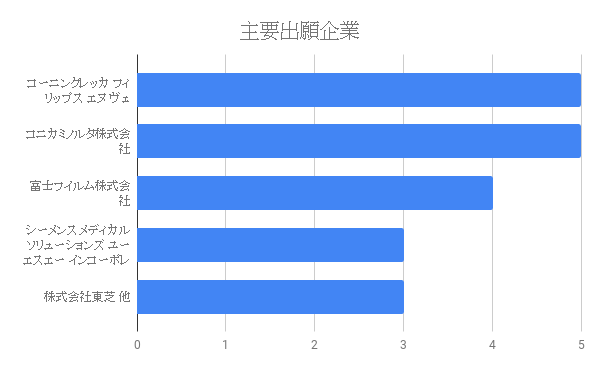 主要出願企業
コーニンクレッカ フィ
リップス エヌ ヴェ
コニカミノルタ株式会
社
富士フイルム株式会
社
シーメンス メディカル
ソリューションズ ユー
エスエー インコーポレ
株式会社東芝 他
0 1 2 3 4 5